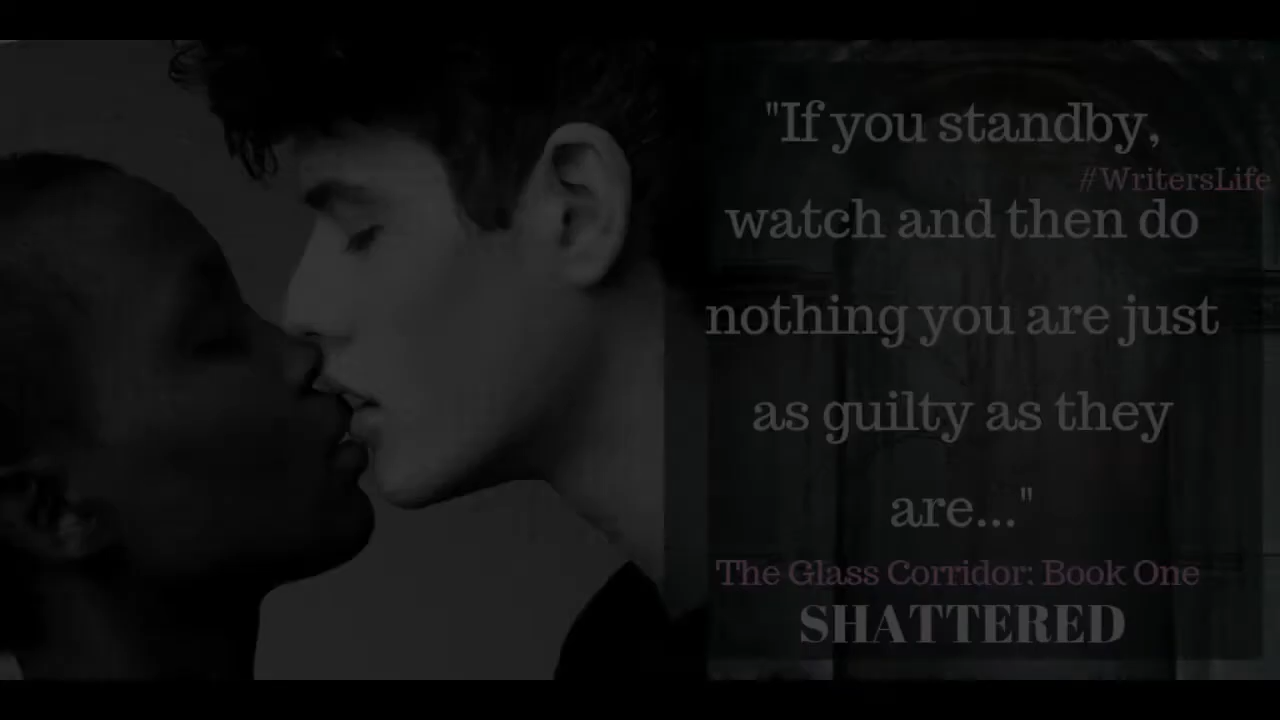 "If you standby,
#WritersLife
watch and then do
nothing you are just
as guilty as they
are..."
The Glass Corridor: Book One
SHATTERED